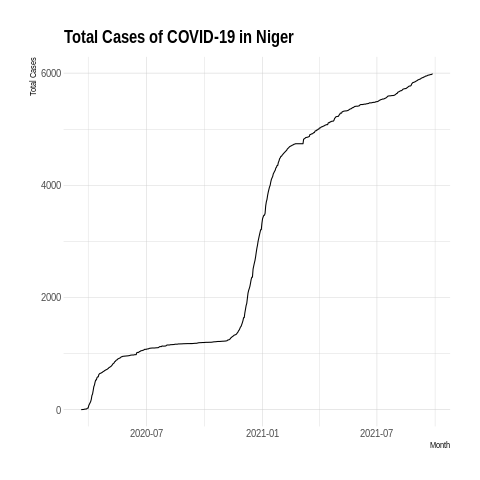 Total Cases of COVID-19 in Niger
Total Cases
6000
4000
2000
0
2020-07
2021-01
2021-07
Month